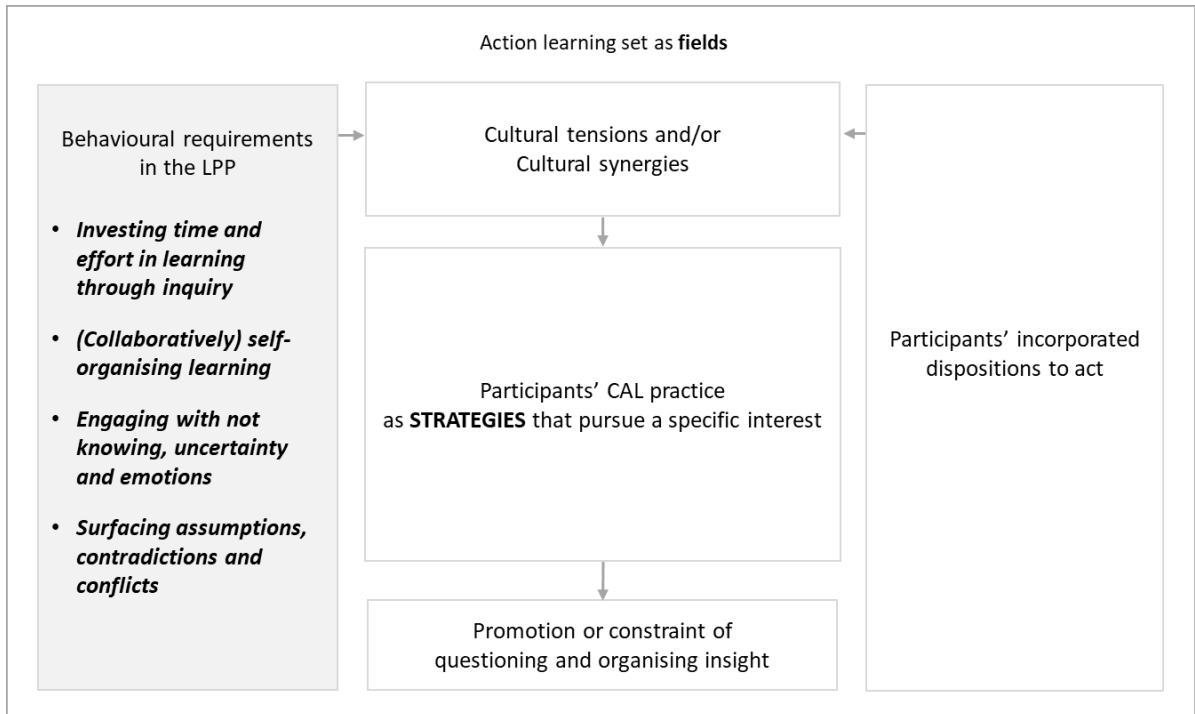 Action learning set as fields
Behavioural requirements
in the LPP
• Investing time and
effort in learning
through inquiry
• (Collaboratively) self-
organising learning
• Engaging with not
knowing, uncertainty
and emotions
• Surfacing assumptions,
contradictions and
conflicts
Cultural tensions and/or
Cultural synergies
Participants’ CAL practice
as STRATEGIES that pursue a specific interest
Promotion or constraint of
questioning and organising insight
Participants’ incorporated
dispositions to act